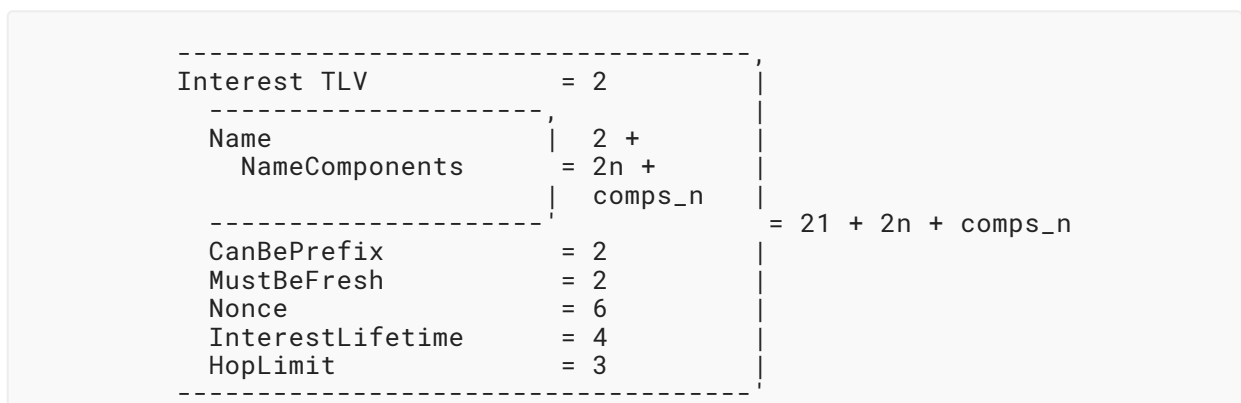 ------------------------------------,
Interest TLV            = 2         |
  ---------------------,            |
  Name                 |  2 +       |
    NameComponents      = 2n +      |
                       |  comps_n   |
  ---------------------'             = 21 + 2n + comps_n
  CanBePrefix           = 2         |
  MustBeFresh           = 2         |
  Nonce                 = 6         |
  InterestLifetime      = 4         |
  HopLimit              = 3         |
------------------------------------'